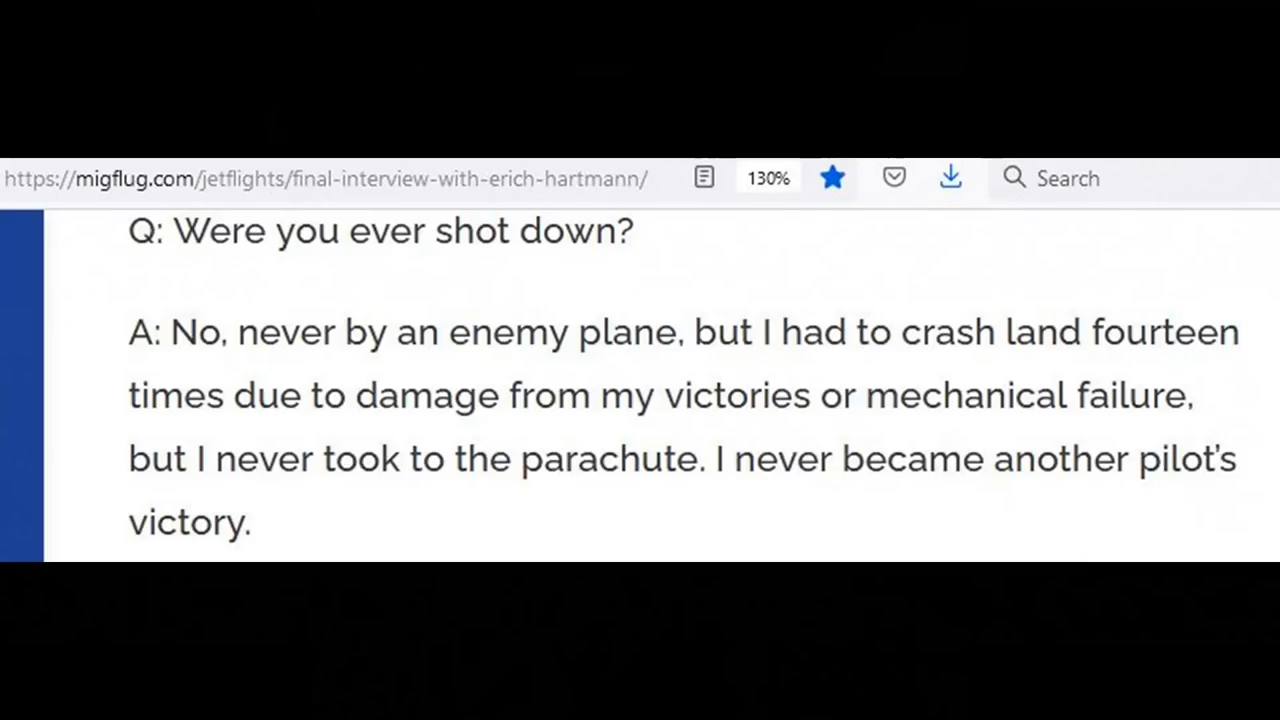 https://migflug.com/jetflights/final-interview-with-erich-hartmann/ 130% Search
Q: Were you ever shot down?
A: No, never by an enemy plane, but I had to crash land fourteen
times due to damage from my victories or mechanical failure,
but I never took to the parachute. I never became another pilot’s
victory.